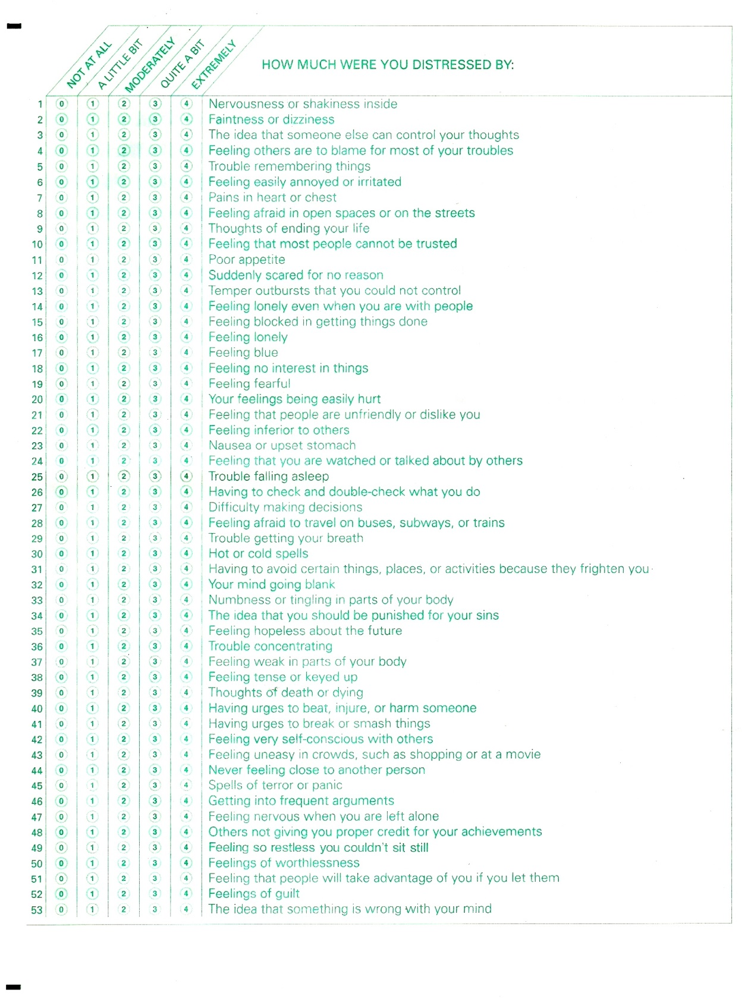 NOT AT ALL
A LITTLE BIT
MODERATELY
QUITE A BIT
EXTREMELY
HOW MUCH WERE YOU DISTRESSED BY:
1 0 1 2 3 4 Nervousness or shakiness inside
2 0 1 2 3 4 Faintness or dizziness
3 0 1 2 3 4 The idea that someone else can control your thoughts
4 0 1 2 3 4 Feeling others are to blame for most of your troubles
5 0 1 2 3 4 Trouble remembering things
6 0 1 2 3 4 Feeling easily annoyed or irritated
7 0 1 2 3 4 Pains in heart or chest
8 0 1 2 3 4 Feeling afraid in open spaces or on the streets
9 0 1 2 3 4 Thoughts of ending your life
10 0 1 2 3 4 Feeling that most people cannot be trusted
11 0 1 2 3 4 Poor appetite
12 0 1 2 3 4 Suddenly scared for no reason
13 0 1 2 3 4 Temper outbursts that you could not control
14 0 1 2 3 4 Feeling lonely even when you are with people
15 0 1 2 3 4 Feeling blocked in getting things done
16 0 1 2 3 4 Feeling lonely
17 0 1 2 3 4 Feeling blue
18 0 1 2 3 4 Feeling no interest in things
19 0 1 2 3 4 Feeling fearful
20 0 1 2 3 4 Your feelings being easily hurt
21 0 1 2 3 4 Feeling that people are unfriendly or dislike you
22 0 1 2 3 4 Feeling inferior to others
23 0 1 2 3 4 Nausea or upset stomach
24 0 1 2 3 4 Feeling that you are watched or talked about by others
25 0 1 2 3 4 Trouble falling asleep
26 0 1 2 3 4 Having to check and double-check what you do
27 0 1 2 3 4 Difficulty making decisions
28 0 1 2 3 4 Feeling afraid to travel on buses, subways, or trains
29 0 1 2 3 4 Trouble getting your breath
30 0 1 2 3 4 Hot or cold spells
31 0 1 2 3 4 Having to avoid certain things, places, or activities because they frighten you
32 0 1 2 3 4 Your mind going blank
33 0 1 2 3 4 Numbness or tingling in parts of your body
34 0 1 2 3 4 The idea that you should be punished for your sins
35 0 1 2 3 4 Feeling hopeless about the future
36 0 1 2 3 4 Trouble concentrating
37 0 1 2 3 4 Feeling weak in parts of your body
38 0 1 2 3 4 Feeling tense or keyed up
39 0 1 2 3 4 Thoughts of death or dying
40 0 1 2 3 4 Having urges to beat, injure, or harm someone
41 0 1 2 3 4 Having urges to break or smash things
42 0 1 2 3 4 Feeling very self-conscious with others
43 0 1 2 3 4 Feeling uneasy in crowds, such as shopping or at a movie
44 0 1 2 3 4 Never feeling close to another person
45 0 1 2 3 4 Spells of terror or panic
46 0 1 2 3 4 Getting into frequent arguments
47 0 1 2 3 4 Feeling nervous when you are left alone
48 0 1 2 3 4 Others not giving you proper credit for your achievements
49 0 1 2 3 4 Feeling so restless you couldn't sit still
50 0 1 2 3 4 Feelings of worthlessness
51 0 1 2 3 4 Feeling that people will take advantage of you if you let them
52 0 1 2 3 4 Feelings of guilt
53 0 1 2 3 4 The idea that something is wrong with your mind